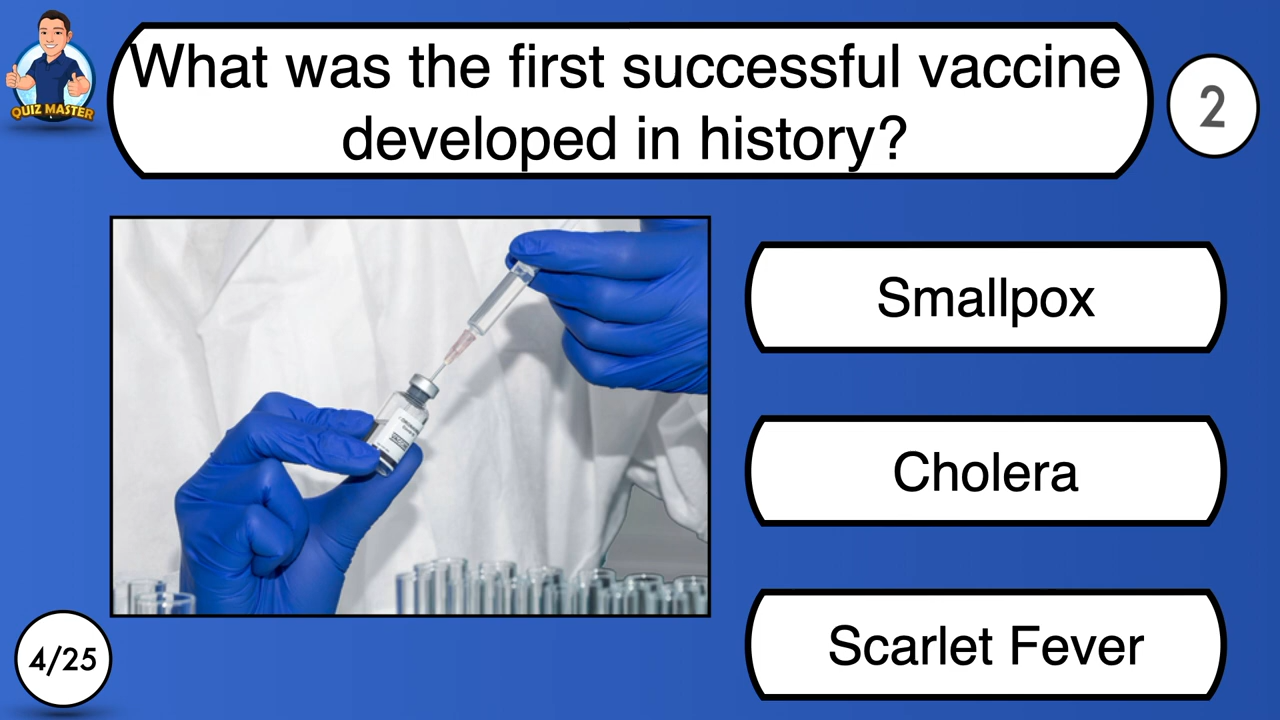 QUIZ MASTER
What was the first successful vaccine
developed in history?
2
Smallpox
Cholera
Scarlet Fever
4/25